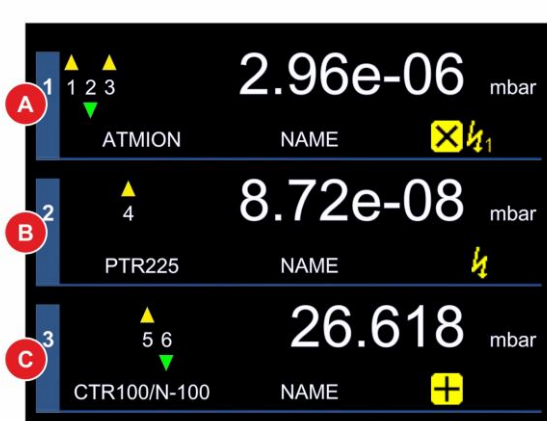 2.96e-06 mbar
1 1 2 3
A
ATMION NAME 1
8.72e-08 mbar
2 4
B
PTR225 NAME
26.618 mbar
3 5 6
C
CTR100/N-100 NAME